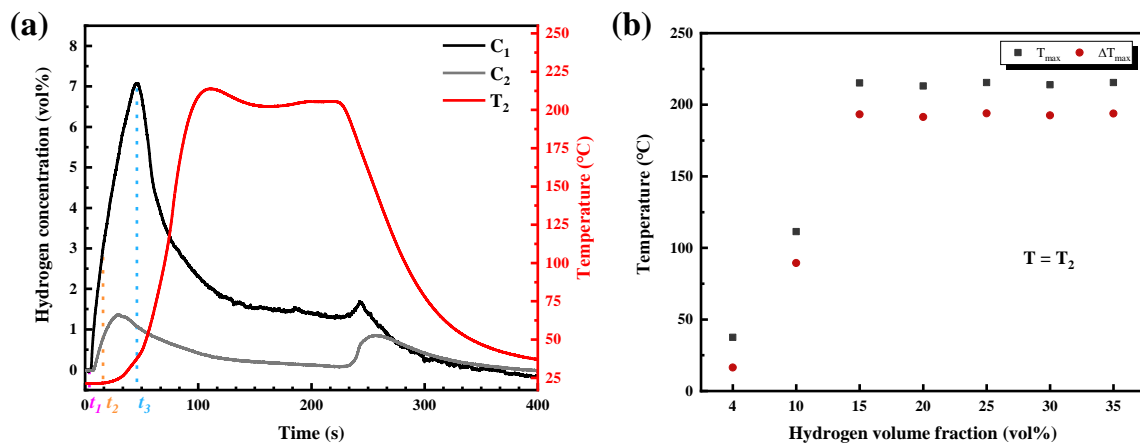 (a)
8
7
6
5
4
3
2
1
0
Hydrogen concentration (vol%)
C1
C2
T2
255
225
200
175
150
125
100
75
50
25
Temperature (°C)
0 100 200 300 400
t1 t2 t3
Time (s)
(b)
250
200
150
100
50
0
Temperature (°C)
Tmax ΔTmax
T = T2
4 10 15 20 25 30 35
Hydrogen volume fraction (vol%)